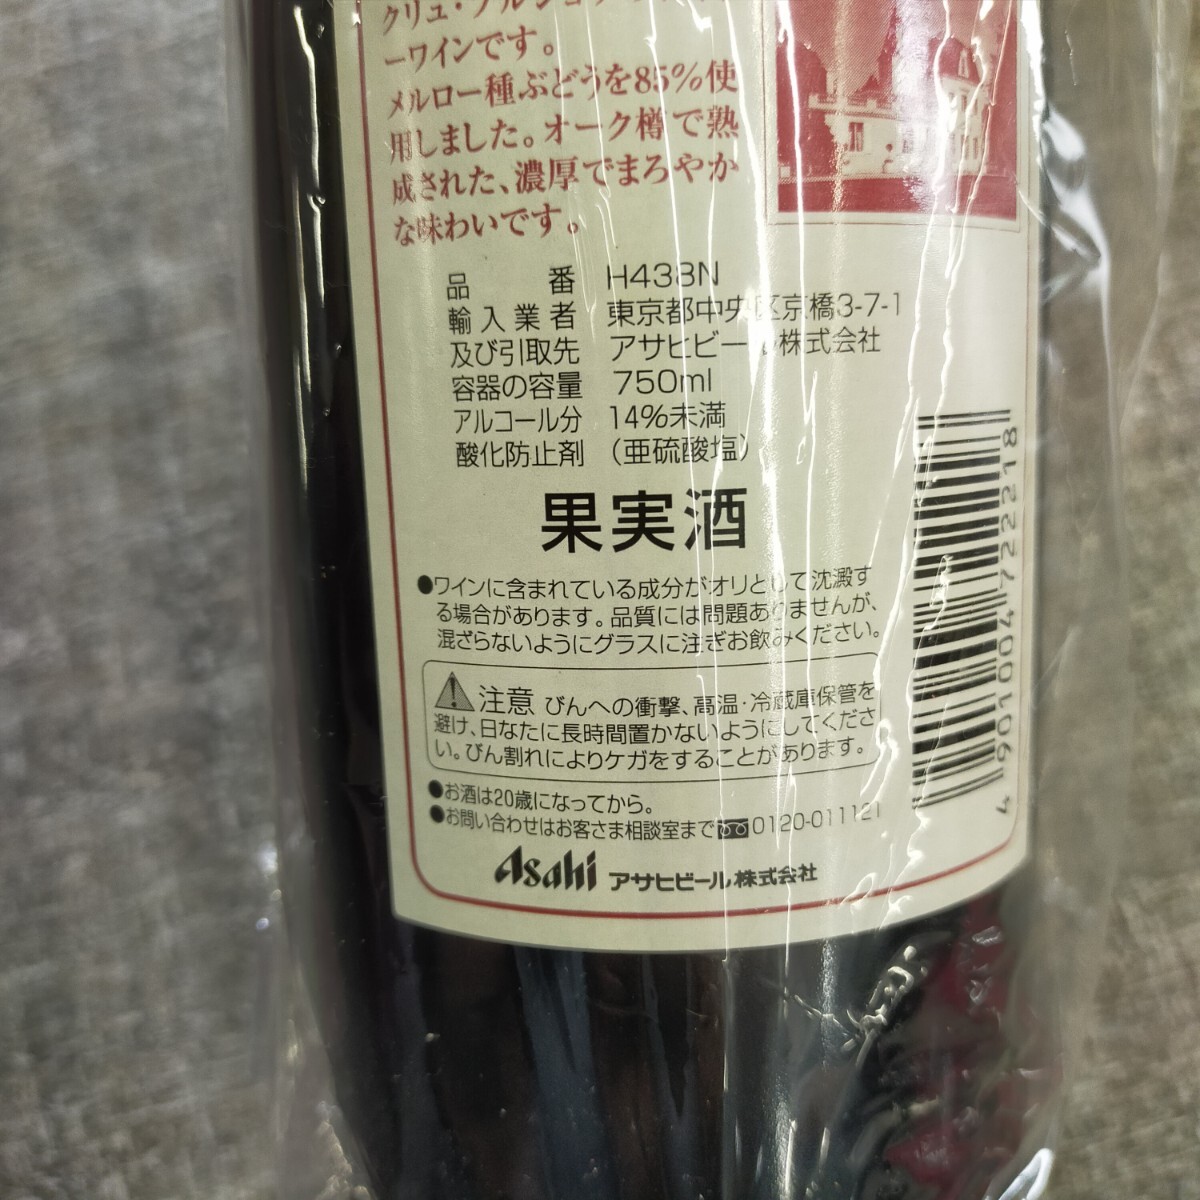 ーワインです。
メルロー種ぶどうを85%使
用しました。オーク樽で熟
成された、濃厚でまろやか
な味わいです。
品番 H438N
輸入業者 東京都中央区京橋3-7-1
及び引取先 アサヒビール株式会社
容器の容量 750ml
アルコール分 14%未満
酸化防止剤 (亜硫酸塩)
果実酒
●ワインに含まれている成分がオリとして沈澱す
る場合があります。品質には問題ありませんが、
混ざらないようにグラスに注ぎお飲みください。
注意 びんへの衝撃、高温・冷蔵庫保管を
避け、日なたに長時間置かないようにしてくださ
い。びん割れによりケガをすることがあります。
●お酒は20歳になってから。
●お問い合わせはお客さま相談室まで 0120-011121
Asahi アサヒビール株式会社
4901004722218